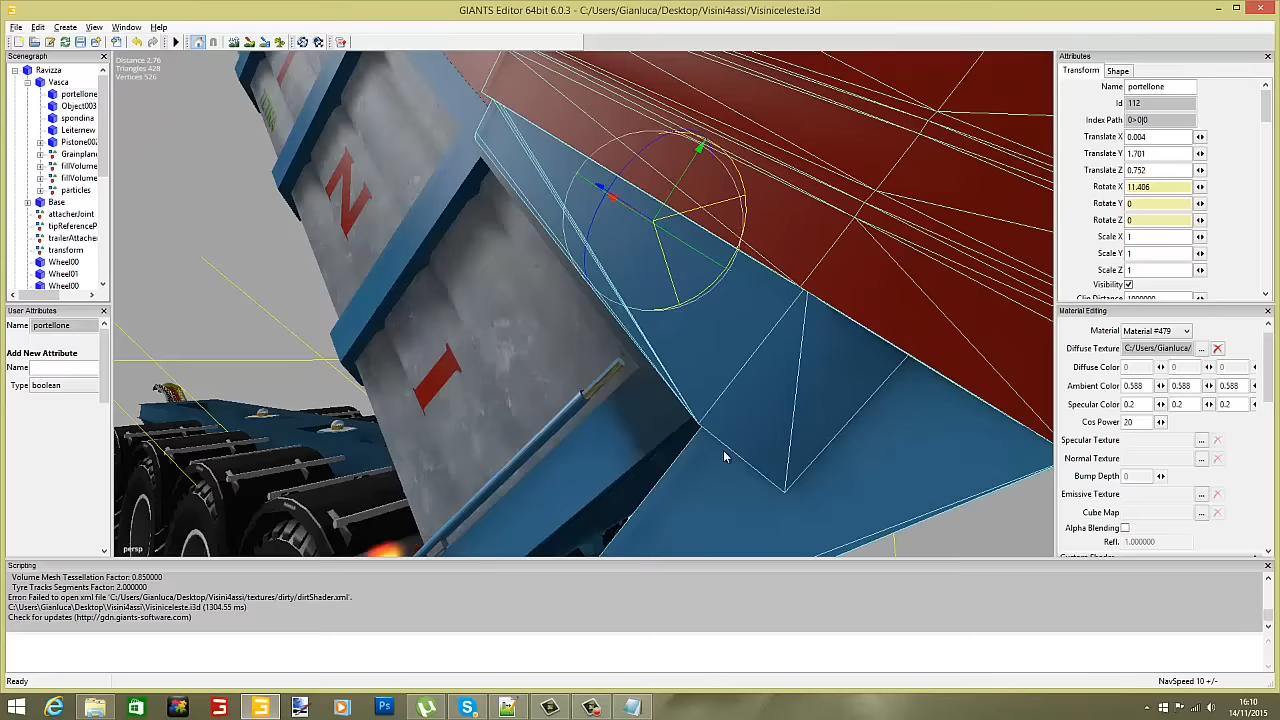 GIANTS Editor 64bit 6.0.3 - C:/Users/Gianluca/Desktop/Visini4assi/Visiniceleste.i3d
File Edit Create View Window Help
Scenegraph
Ravizza
Vasca
portellone
Object003
spondina
Leiternew
Pistone002
Grainplane
fillVolume
fillVolume
particles
Base
attacherJoint
tipReferenceP
trailerAttacher
transform
Wheel00
Wheel01
Wheel00
User Attributes
Name portellone
Add New Attribute
Name
Type boolean
Distance 2.76
Triangles 428
Vertices 526
N
I
persp
Attributes
Transform Shape
Name portellone
Id 112
Index Path 0>0|0
Translate X 0.004
Translate Y 1.701
Translate Z 0.752
Rotate X 11.406
Rotate Y 0
Rotate Z 0
Scale X 1
Scale Y 1
Scale Z 1
Visibility
Clip Distance 1000000
Material Editing
Material Material #479
Diffuse Texture C:/Users/Gianluca/ ...
Diffuse Color 0 0 0
Ambient Color 0.588 0.588 0.588
Specular Color 0.2 0.2 0.2
Cos Power 20
Specular Texture ...
Normal Texture ...
Bump Depth 0
Emissive Texture ...
Cube Map ...
Alpha Blending
Refl. 1.000000
Scripting
Volume Mesh Tessellation Factor: 0.850000
Tyre Tracks Segments Factor: 2.000000
Error: Failed to open xml file 'C:/Users/Gianluca/Desktop/Visini4assi/textures/dirty/dirtShader.xml'.
C:\Users\Gianluca\Desktop\Visini4assi\Visiniceleste.i3d (1304.55 ms)
Check for updates (http://gdn.giants-software.com)
Ready
NavSpeed 10 +/-
Ps
16:10
14/11/2015